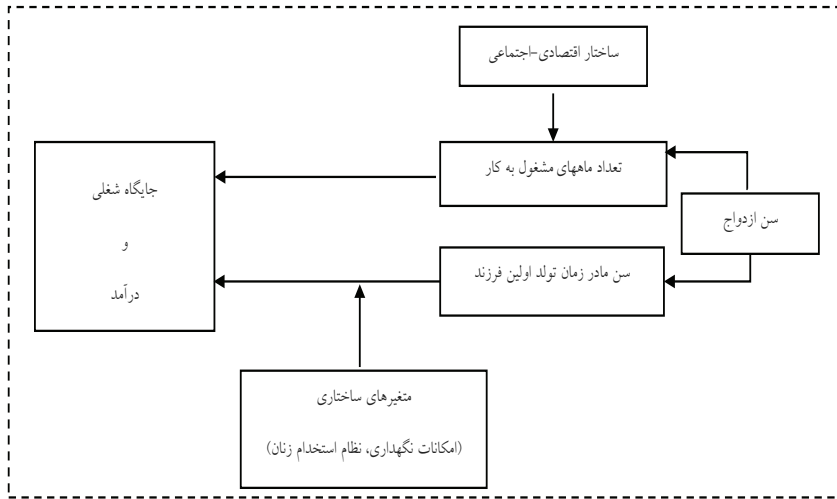 ساختار اقتصادی-اجتماعی
تعداد ماههای مشغول به کار
سن ازدواج
سن مادر زمان تولد اولین فرزند
جایگاه شغلی
و
درآمد
متغیرهای ساختاری
(امکانات نگهداری، نظام استخدام زنان)